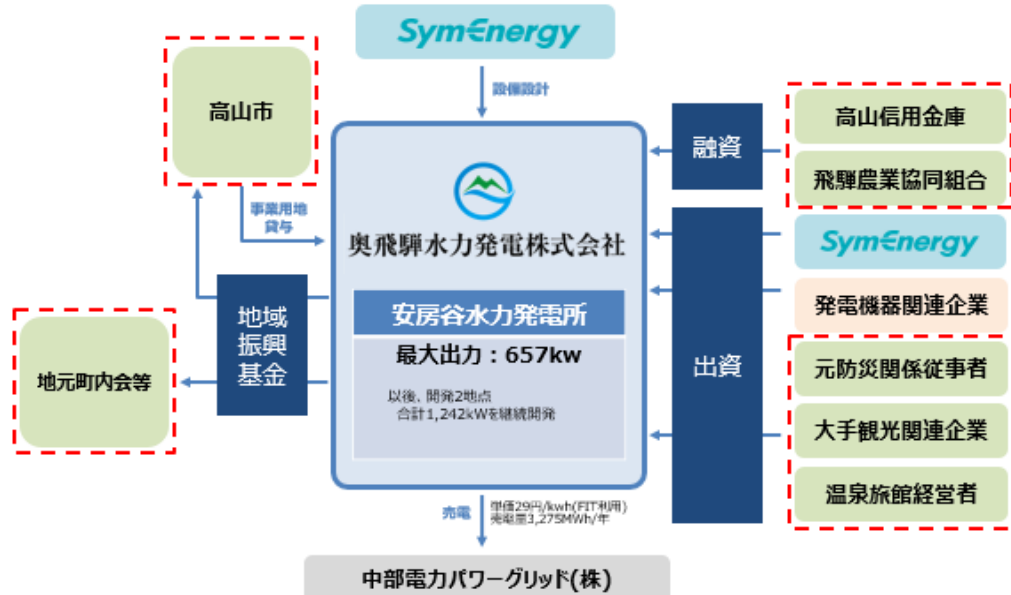 SymEnergy
設備設計
高山市
事業用地
貸与
地域
振興
基金
地元町内会等
奥飛騨水力発電株式会社
安房谷水力発電所
最大出力：657kw
以後、開発2地点
合計1,242kWを継続開発
融資
高山信用金庫
飛騨農業協同組合
出資
SymEnergy
発電機器関連企業
元防災関係従事者
大手観光関連企業
温泉旅館経営者
売電
単価29円/kwh(FIT利用)
売電量3,275MWh/年
中部電力パワーグリッド(株)